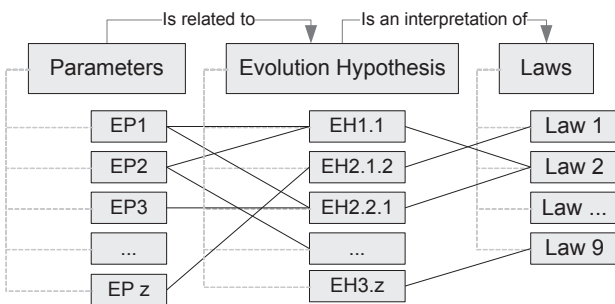 Is related to
Is an interpretation of
Parameters
Evolution Hypothesis
Laws
EP1
EH1.1
Law 1
EP2
EH2.1.2
Law 2
EP3
EH2.2.1
Law ...
...
...
Law 9
EP z
EH3.z